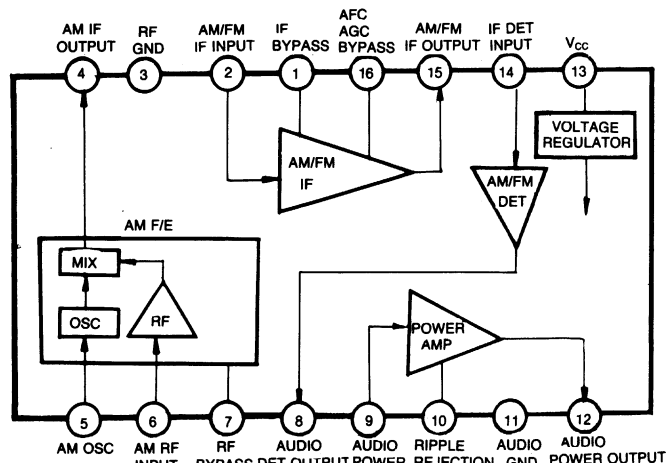 AM IF
OUTPUT
RF
GND
AM/FM
IF INPUT
IF
BYPASS
AFC
AGC
BYPASS
AM/FM
IF OUTPUT
IF DET
INPUT
VCC
4
3
2
1
16
15
14
13
VOLTAGE
REGULATOR
AM/FM
IF
AM/FM
DET
AM F/E
MIX
OSC
RF
POWER
AMP
5
6
7
8
9
10
11
12
AM OSC
AM RF
INPUT
RF
BYPASS
AUDIO
DET OUTPUT
AUDIO
POWER
RIPPLE
REJECTION
AUDIO
GND
AUDIO
POWER OUTPUT